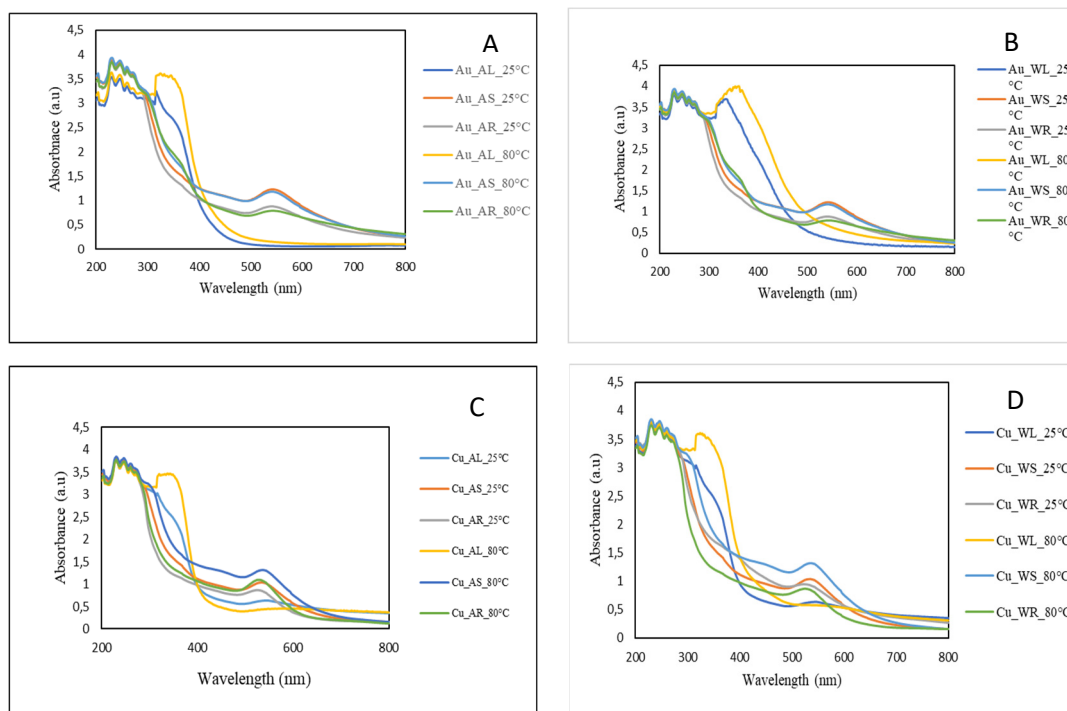 A
4,5
4
3,5
3
2,5
2
1,5
1
0,5
0
200 300 400 500 600 700 800
Absorbnace (a.u)
Wavelength (nm)
Au_AL_25°C
Au_AS_25°C
Au_AR_25°C
Au_AL_80°C
Au_AS_80°C
Au_AR_80°C
B
4,5
4
3,5
3
2,5
2
1,5
1
0,5
0
200 300 400 500 600 700 800
Absorbance (a.u)
Wavelength (nm)
Au_WL_25
°C
Au_WS_25
°C
Au_WR_25
°C
Au_WL_80
°C
Au_WS_80
°C
Au_WR_80
°C
C
4,5
4
3,5
3
2,5
2
1,5
1
0,5
0
200 300 400 500 600 700 800
Absorbance (a.u)
Wavelength (nm)
Cu_AL_25°C
Cu_AS_25°C
Cu_AR_25°C
Cu_AL_80°C
Cu_AS_80°C
Cu_AR_80°C
D
4,5
4
3,5
3
2,5
2
1,5
1
0,5
0
200 300 400 500 600 700 800
Absorbance (a.u)
Wavelength (nm)
Cu_WL_25°C
Cu_WS_25°C
Cu_WR_25°C
Cu_WL_80°C
Cu_WS_80°C
Cu_WR_80°C